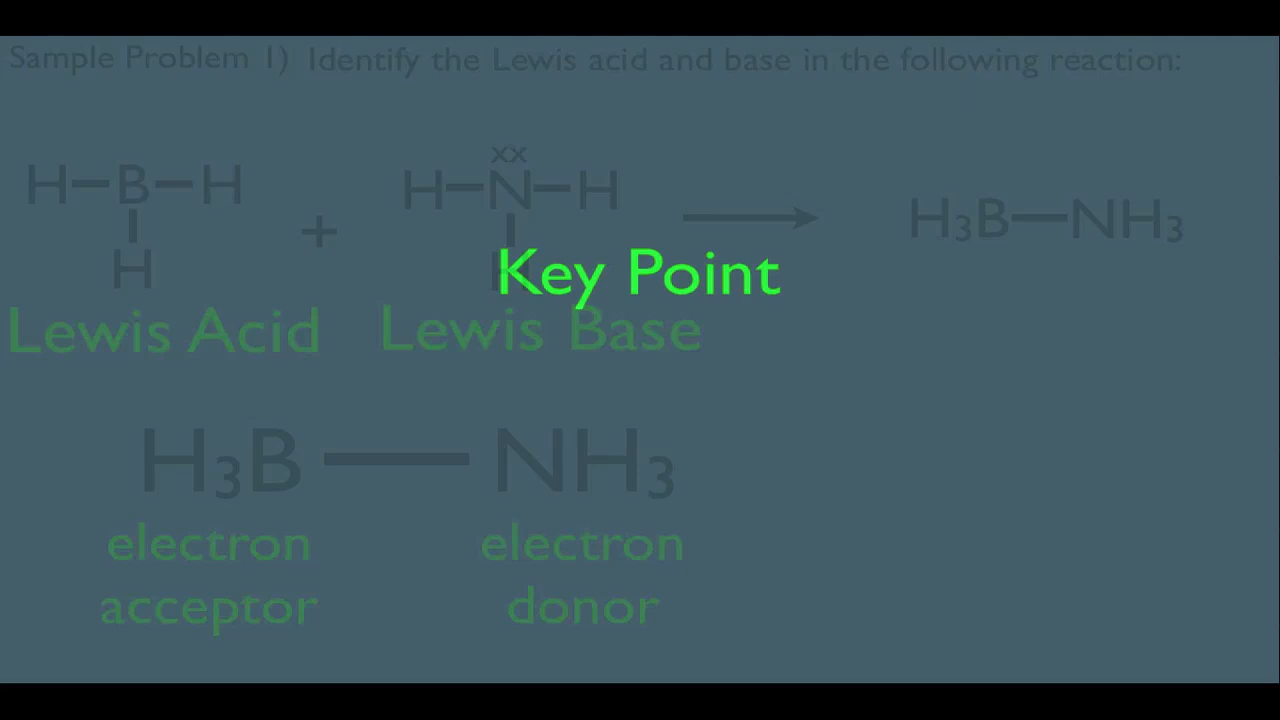 Sample Problem 1) Identify the Lewis acid and base in the following reaction:
xx
H—B—H + H—N—H → H₃B—NH₃
H H
Key Point
Lewis Acid Lewis Base
H₃B — NH₃
electron electron
acceptor donor